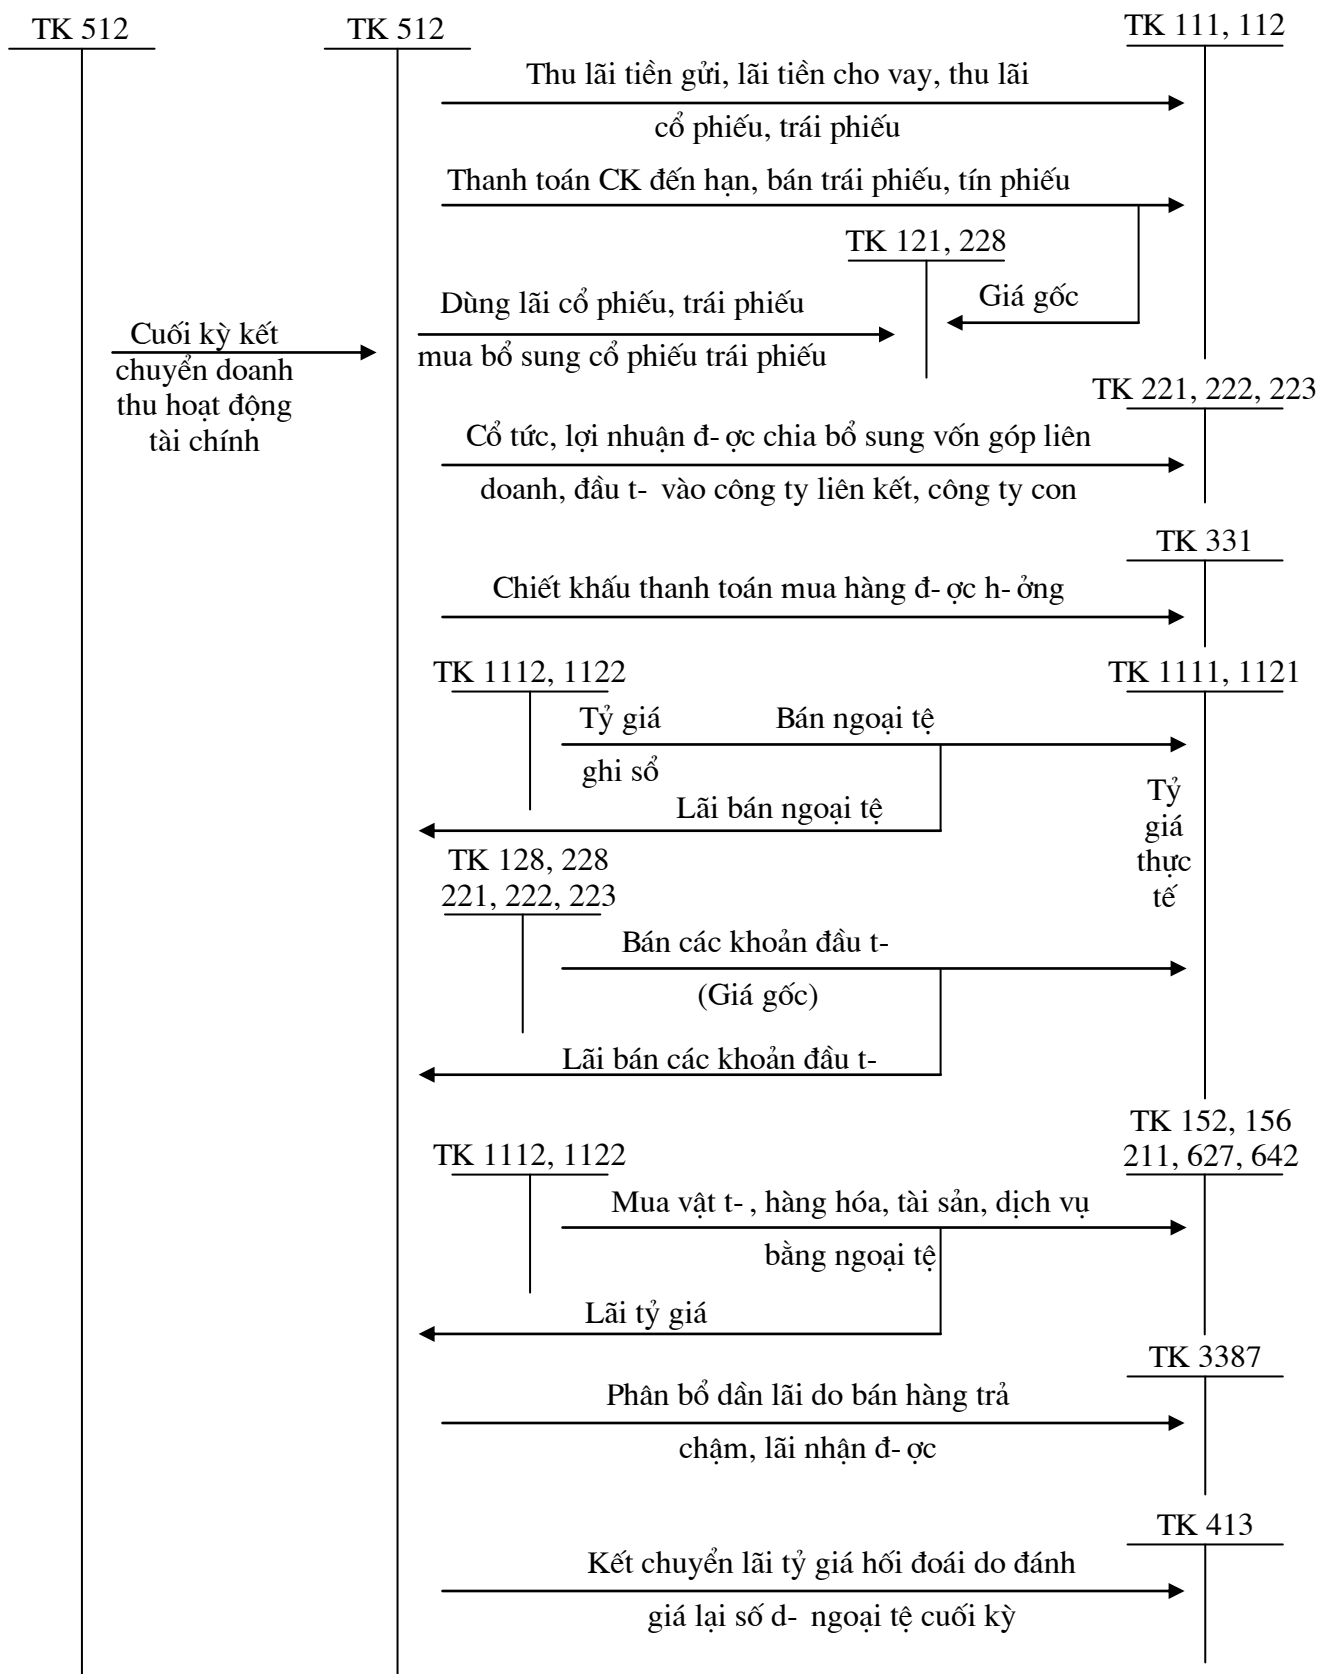 TK 512
TK 512
TK 111, 112
Thu lãi tiền gửi, lãi tiền cho vay, thu lãi
cổ phiếu, trái phiếu
Thanh toán CK đến hạn, bán trái phiếu, tín phiếu
TK 121, 228
Giá gốc
Dùng lãi cổ phiếu, trái phiếu
mua bổ sung cổ phiếu trái phiếu
Cuối kỳ kết
chuyển doanh
thu hoạt động
tài chính
TK 221, 222, 223
Cổ tức, lợi nhuận đ- ợc chia bổ sung vốn góp liên
doanh, đầu t- vào công ty liên kết, công ty con
TK 331
Chiết khấu thanh toán mua hàng đ- ợc h- ởng
TK 1112, 1122
TK 1111, 1121
Tỷ giá
Bán ngoại tệ
ghi sổ
Lãi bán ngoại tệ
Tỷ
giá
thực
tế
TK 128, 228
221, 222, 223
Bán các khoản đầu t-
(Giá gốc)
Lãi bán các khoản đầu t-
TK 152, 156
211, 627, 642
TK 1112, 1122
Mua vật t- , hàng hóa, tài sản, dịch vụ
bằng ngoại tệ
Lãi tỷ giá
TK 3387
Phân bổ dần lãi do bán hàng trả
chậm, lãi nhận đ- ợc
TK 413
Kết chuyển lãi tỷ giá hối đoái do đánh
giá lại số d- ngoại tệ cuối kỳ